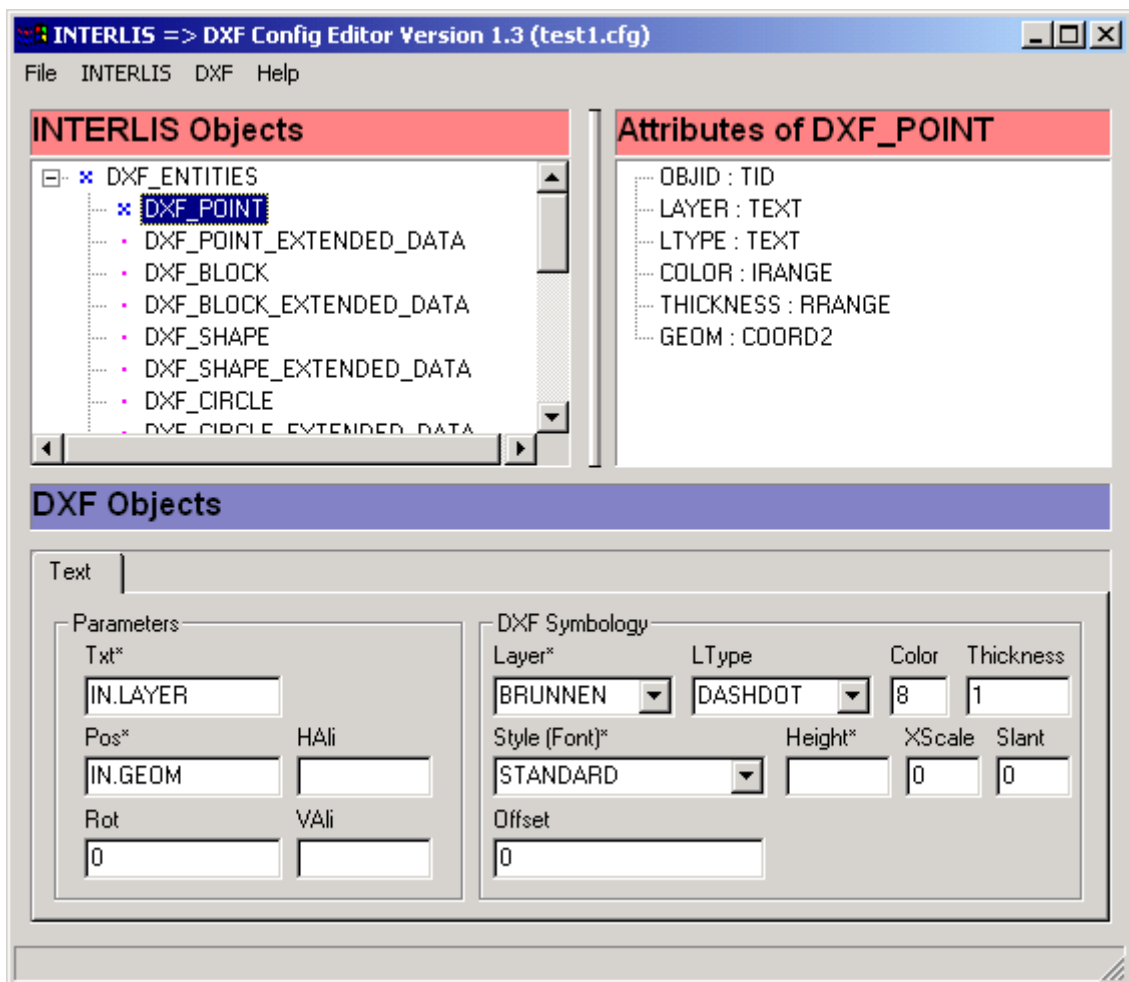 INTERLIS => DXF Config Editor Version 1.3 (test1.cfg)
File INTERLIS DXF Help
INTERLIS Objects
DXF_ENTITIES
DXF_POINT
DXF_POINT_EXTENDED_DATA
DXF_BLOCK
DXF_BLOCK_EXTENDED_DATA
DXF_SHAPE
DXF_SHAPE_EXTENDED_DATA
DXF_CIRCLE
DXF_CIRCLE_EXTENDED_DATA
Attributes of DXF_POINT
OBJID : TID
LAYER : TEXT
LTYPE : TEXT
COLOR : IRANGE
THICKNESS : RRANGE
GEOM : COORD2
DXF Objects
Text
Parameters
Txt*
IN.LAYER
Pos* HAli
IN.GEOM
Rot VAli
0
DXF Symbology
Layer* LType Color Thickness
BRUNNEN DASHDOT 8 1
Style (Font)* Height* XScale Slant
STANDARD 0 0
Offset
0